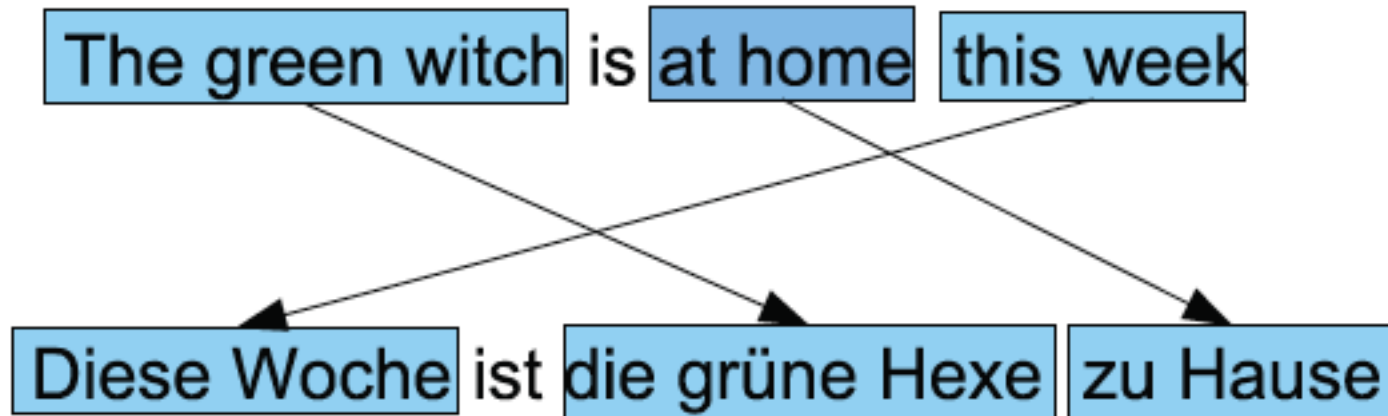 The green witch is at home this week
Diese Woche ist die grüne Hexe zu Hause